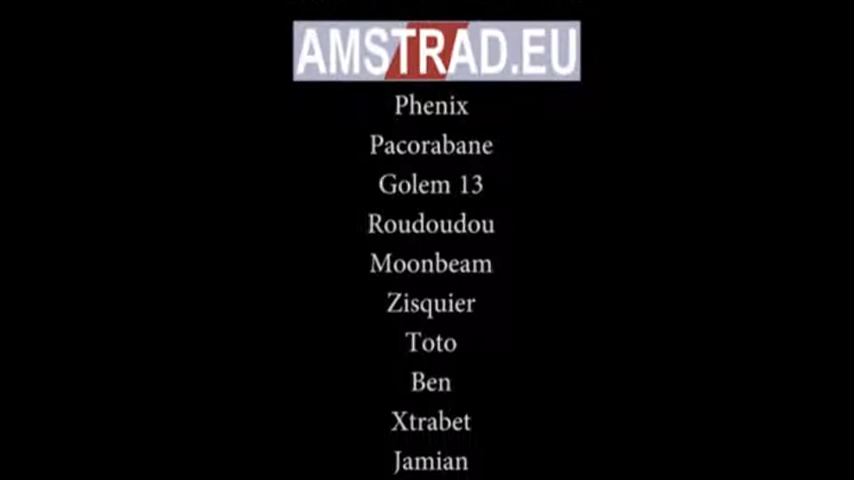 AMSTRAD.EU
Phenix
Pacorabane
Golem 13
Roudoudou
Moonbeam
Zisquier
Toto
Ben
Xtrabet
Jamian